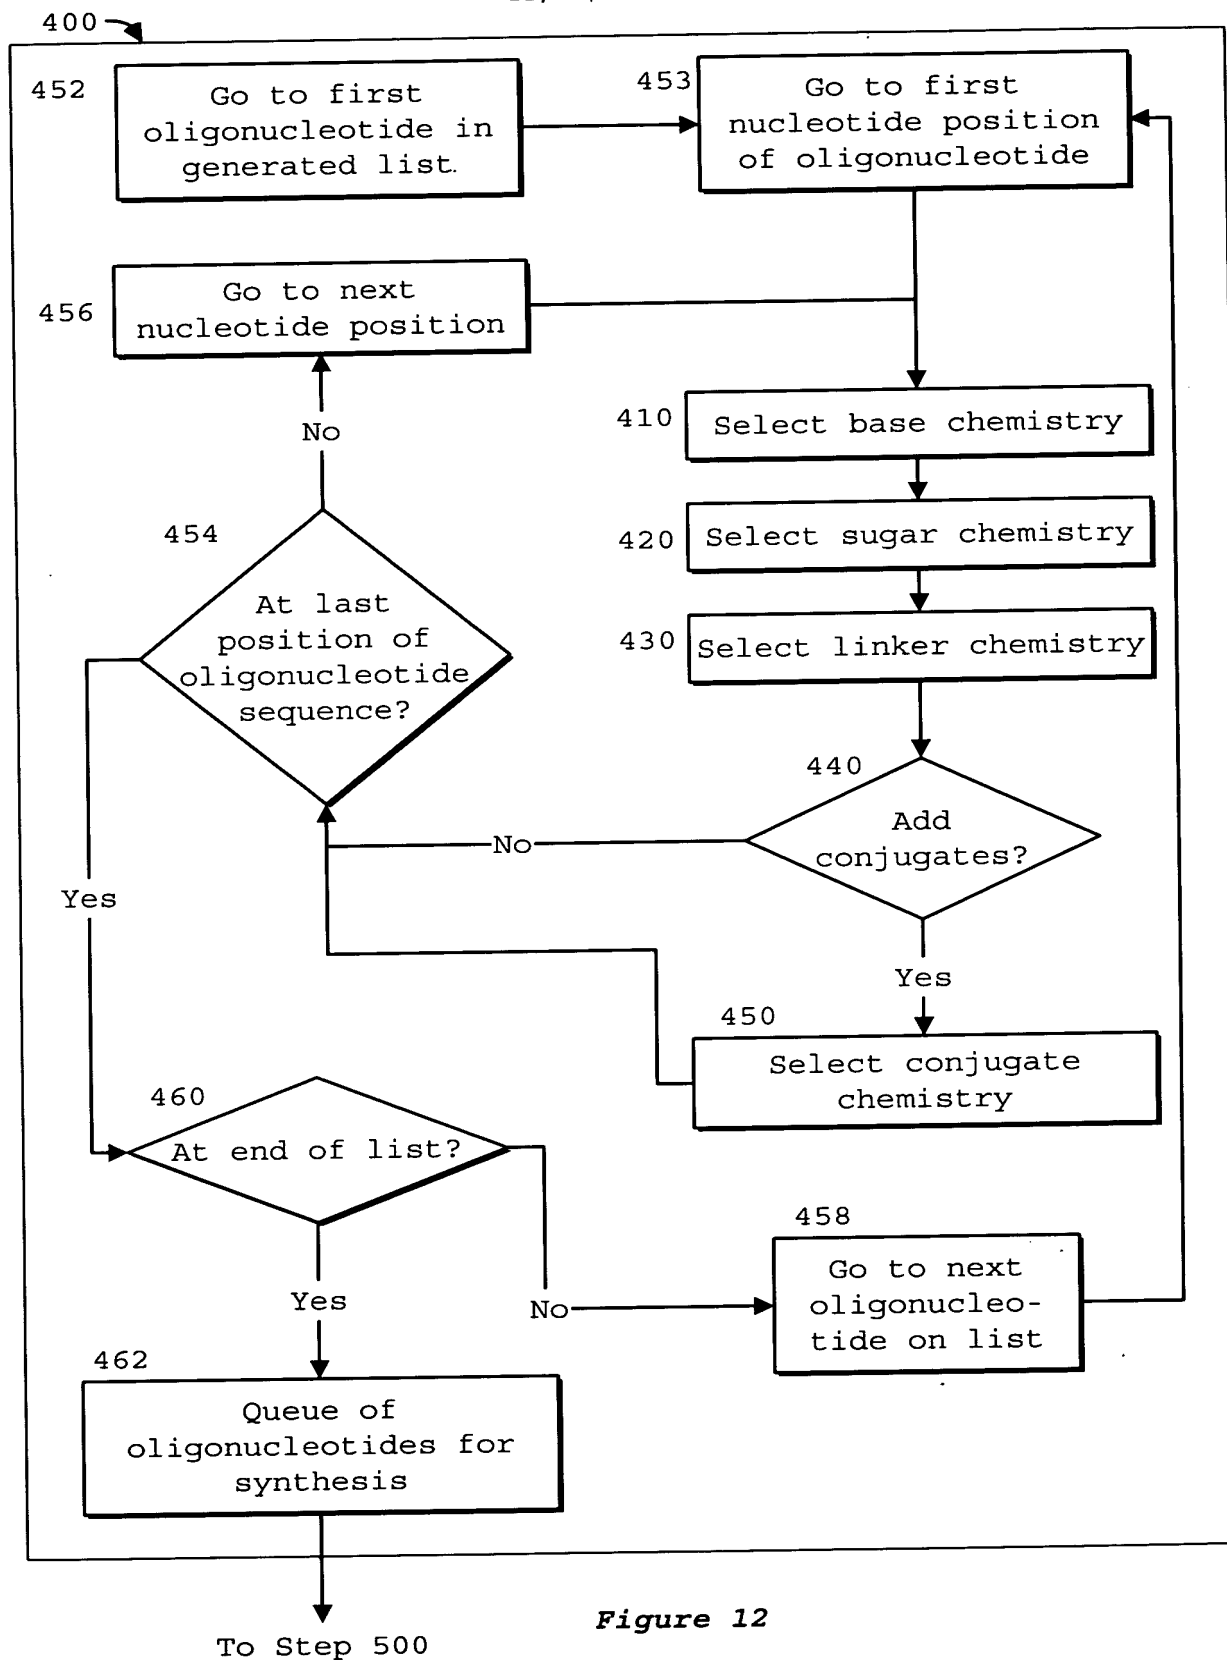 400
452
Go to first
oligonucleotide in
generated list.
453
Go to first
nucleotide position
of oligonucleotide
456
Go to next
nucleotide position
No
410
Select base chemistry
420
Select sugar chemistry
430
Select linker chemistry
454
At last
position of
oligonucleotide
sequence?
440
Add
conjugates?
No
Yes
Yes
450
Select conjugate
chemistry
460
At end of list?
458
Go to next
oligonucleo-
tide on list
Yes
No
462
Queue of
oligonucleotides for
synthesis
To Step 500
Figure 12